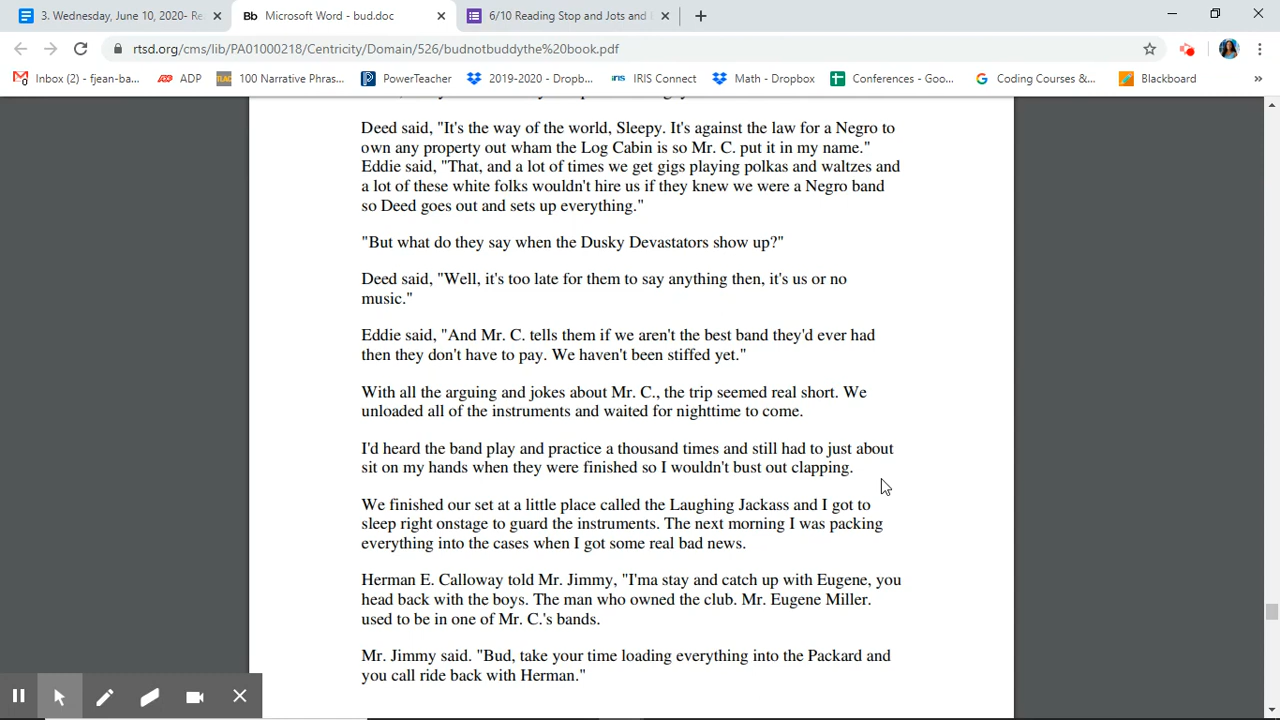 3. Wednesday, June 10, 2020- Re
Bb Microsoft Word - bud.doc
6/10 Reading Stop and Jots and
rtsd.org/cms/lib/PA01000218/Centricity/Domain/526/budnotbuddythe%20book.pdf
Inbox (2) - fjean-ba...
ADP
100 Narrative Phras...
PowerTeacher
2019-2020 - Dropb...
IRIS Connect
Math - Dropbox
Conferences - Goo...
Coding Courses &...
Blackboard
Deed said, "It's the way of the world, Sleepy. It's against the law for a Negro to
own any property out wham the Log Cabin is so Mr. C. put it in my name."
Eddie said, "That, and a lot of times we get gigs playing polkas and waltzes and
a lot of these white folks wouldn't hire us if they knew we were a Negro band
so Deed goes out and sets up everything."
"But what do they say when the Dusky Devastators show up?"
Deed said, "Well, it's too late for them to say anything then, it's us or no
music."
Eddie said, "And Mr. C. tells them if we aren't the best band they'd ever had
then they don't have to pay. We haven't been stiffed yet."
With all the arguing and jokes about Mr. C., the trip seemed real short. We
unloaded all of the instruments and waited for nighttime to come.
I'd heard the band play and practice a thousand times and still had to just about
sit on my hands when they were finished so I wouldn't bust out clapping.
We finished our set at a little place called the Laughing Jackass and I got to
sleep right onstage to guard the instruments. The next morning I was packing
everything into the cases when I got some real bad news.
Herman E. Calloway told Mr. Jimmy, "I'ma stay and catch up with Eugene, you
head back with the boys. The man who owned the club. Mr. Eugene Miller.
used to be in one of Mr. C.'s bands.
Mr. Jimmy said. "Bud, take your time loading everything into the Packard and
you call ride back with Herman."